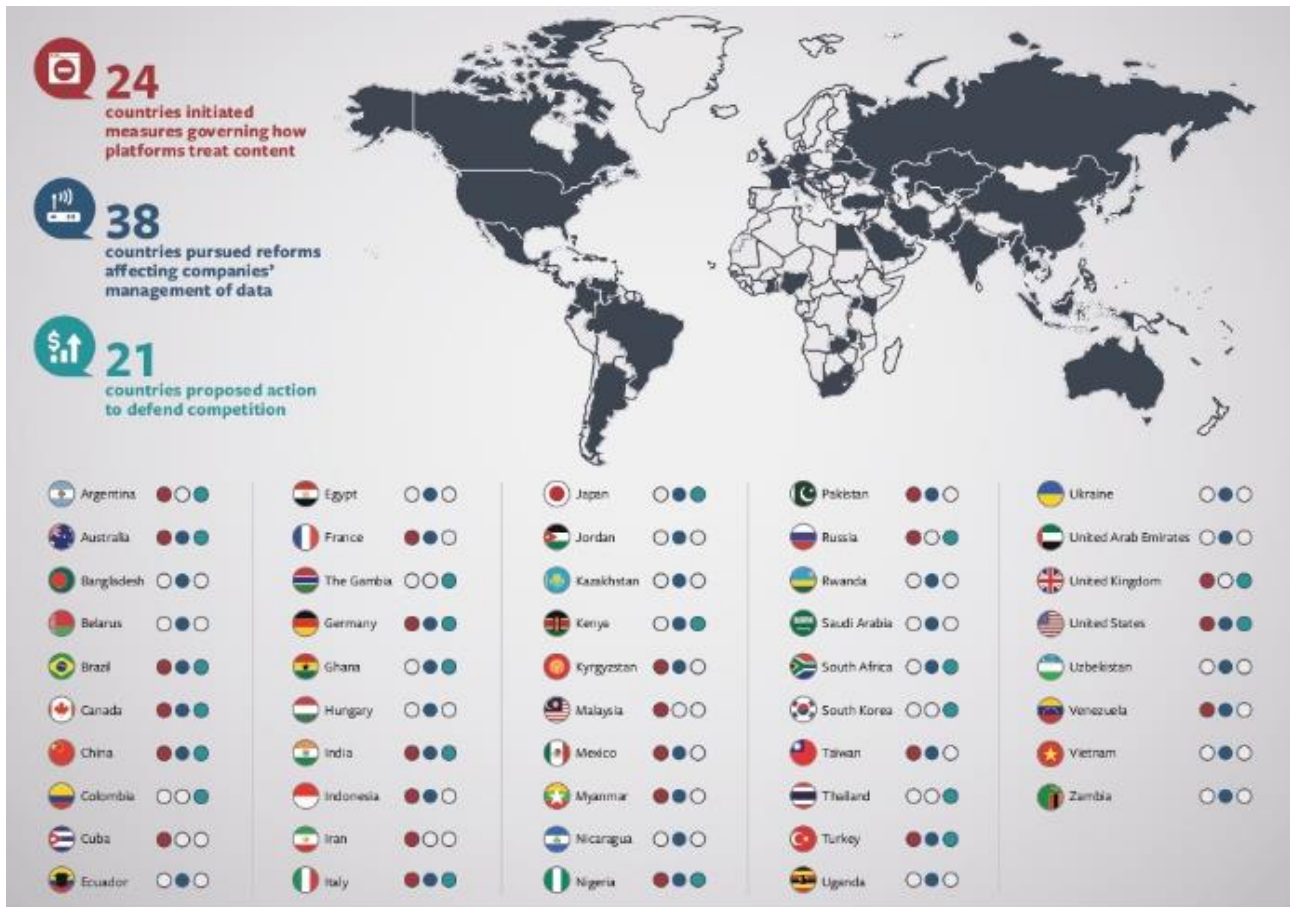 24
countries initiated
measures governing how
platforms treat content
38
countries pursued reforms
affecting companies'
management of data
$
21
countries proposed action
to defend competition
Argentina
Australia
Bangladesh
Belarus
Brazil
Canada
China
Colombia
Cuba
Ecuador
Egypt
France
The Gambia
Germany
Ghana
Hungary
India
Indonesia
Iran
Italy
Japan
Jordan
Kazakhstan
Kenya
Kyrgyzstan
Malaysia
Mexico
Myanmar
Nicaragua
Nigeria
Pakistan
Russia
Rwanda
Saudi Arabia
South Africa
South Korea
Taiwan
Thailand
Turkey
Uganda
Ukraine
United Arab Emirates
United Kingdom
United States
Uzbekistan
Venezuela
Vietnam
Zambia